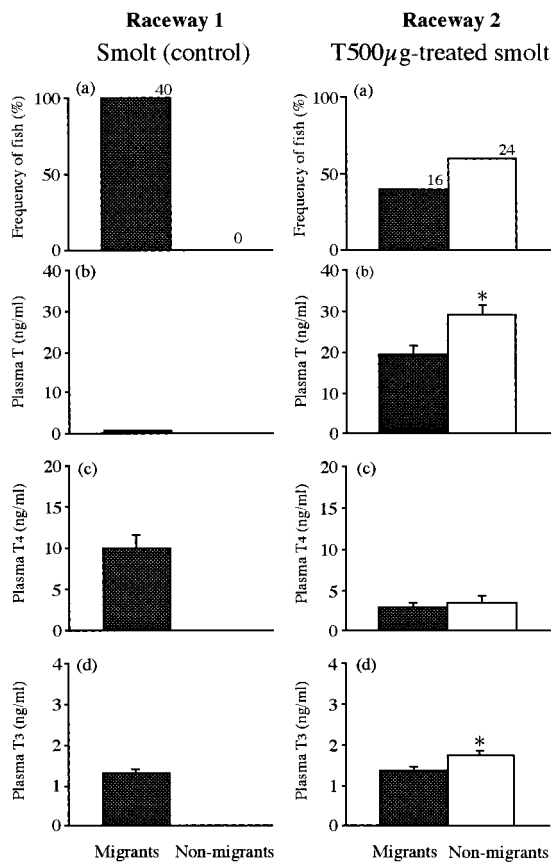 Raceway 1 Raceway 2
Smolt (control) T500μg-treated smolt
(a) (a)
Frequency of fish (%) 100 50 0 40 0
Frequency of fish (%) 100 50 0 16 24
(b) (b)
Plasma T (ng/ml) 40 30 20 10 0
Plasma T (ng/ml) 40 30 20 10 0 *
(c) (c)
Plasma T4 (ng/ml) 20 15 10 5 0
Plasma T4 (ng/ml) 20 15 10 5 0
(d) (d)
Plasma T3 (ng/ml) 4 3 2 1 0
Plasma T3 (ng/ml) 4 3 2 1 0 *
Migrants Non-migrants Migrants Non-migrants